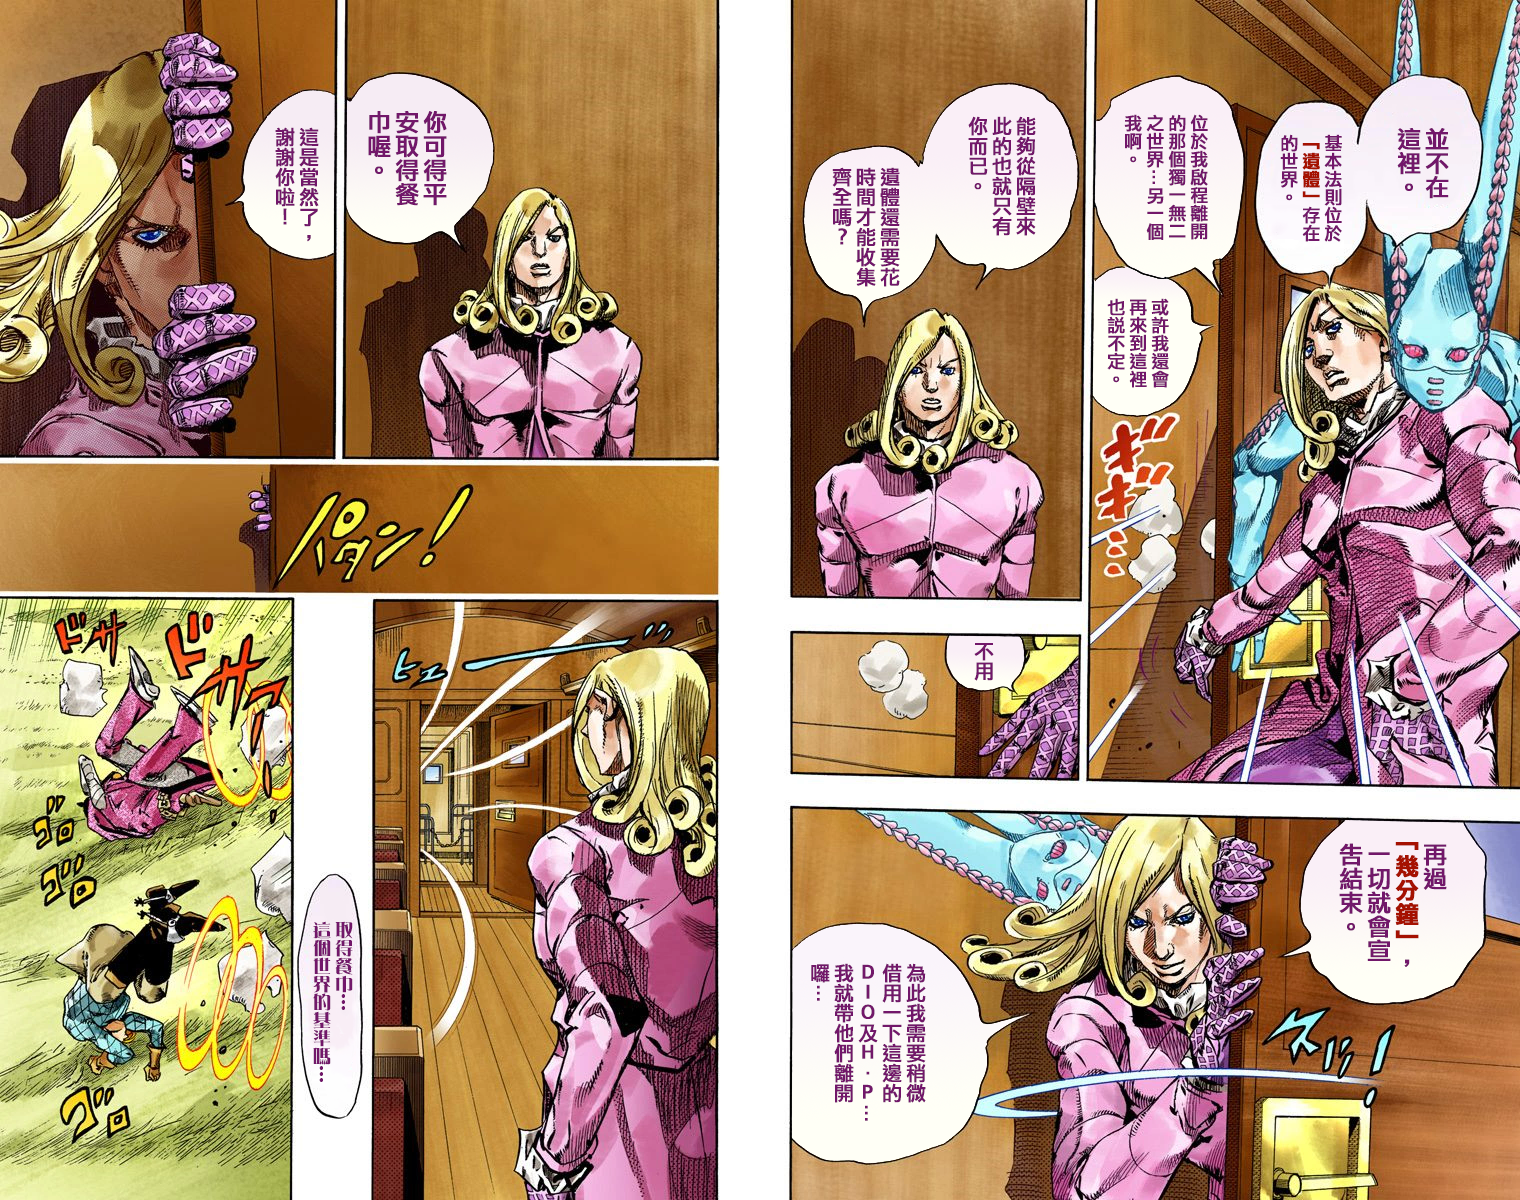 並不在
這裡。
基本法則位於
「遺體」存在
的世界。
位於我啟程離開
的那個獨一無二
之世界…另一個
我啊。
或許我還會
再來到這裡
也説不定。
ギギ…
能夠從隔壁來
此的也就只有
你而已。
遺體還需要花
時間才能收集
齊全嗎？
不用
再過
「幾分鐘」，
一切就會宣
告結束。
為此我需要稍微
借用一下這邊的
DIO及H．P…
我就帶他們離開
囉…
ズバッ！
你可得平
安取得餐
巾喔。
這是當然了，
謝謝你啦！
パタン！
ヒュー
取得餐巾…
這個世界的基準嗎…
ドサ
ドサァ
ゴロ
ゴロ
ゴロ